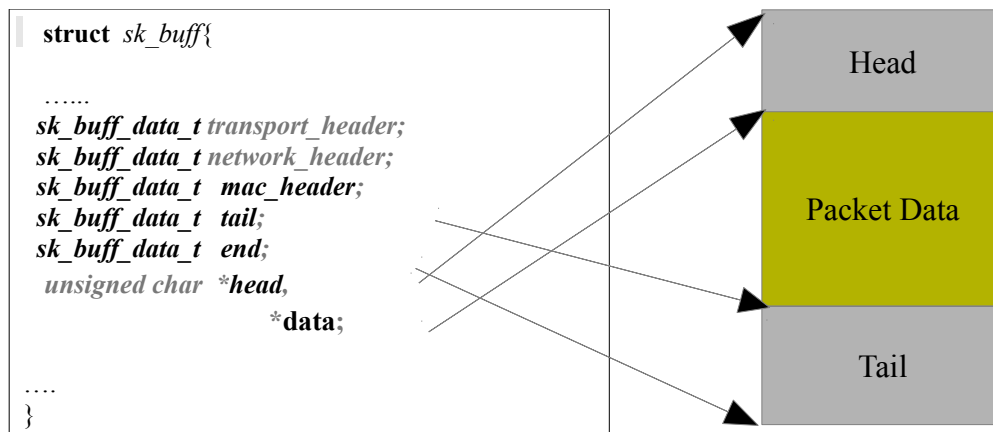 struct sk_buff{
…...
sk_buff_data_t transport_header;
sk_buff_data_t network_header;
sk_buff_data_t mac_header;
sk_buff_data_t tail;
sk_buff_data_t end;
unsigned char *head,
*data;
….
}
Head
Packet Data
Tail